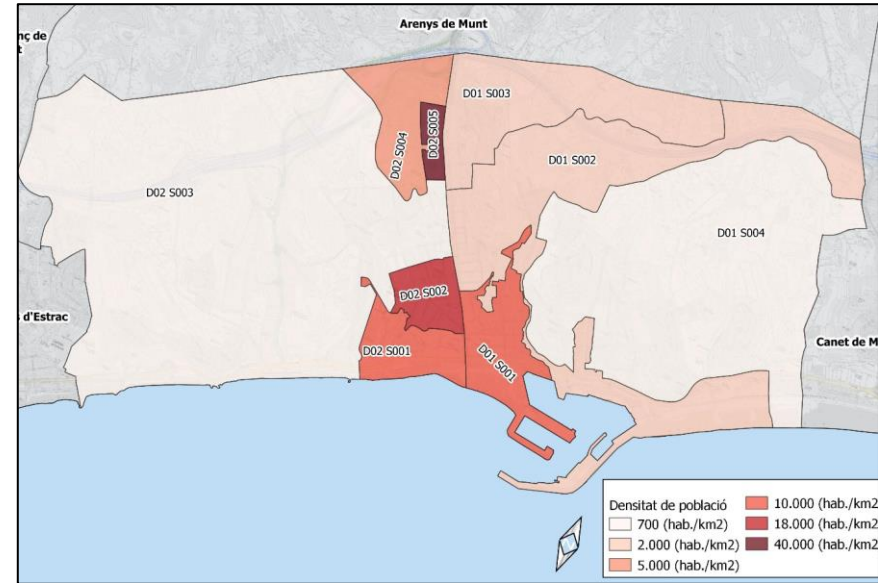 Arenys de Munt
nç de
t
D01 S003
D02 S005
D02 S004
D01 S002
D02 S003
D01 S004
D02 S002
s d'Estrac
Canet de M
D02 S001
D01 S001
Densitat de població
700 (hab./km2)
2.000 (hab./km2)
5.000 (hab./km2)
10.000 (hab./km2
18.000 (hab./km2
40.000 (hab./km2